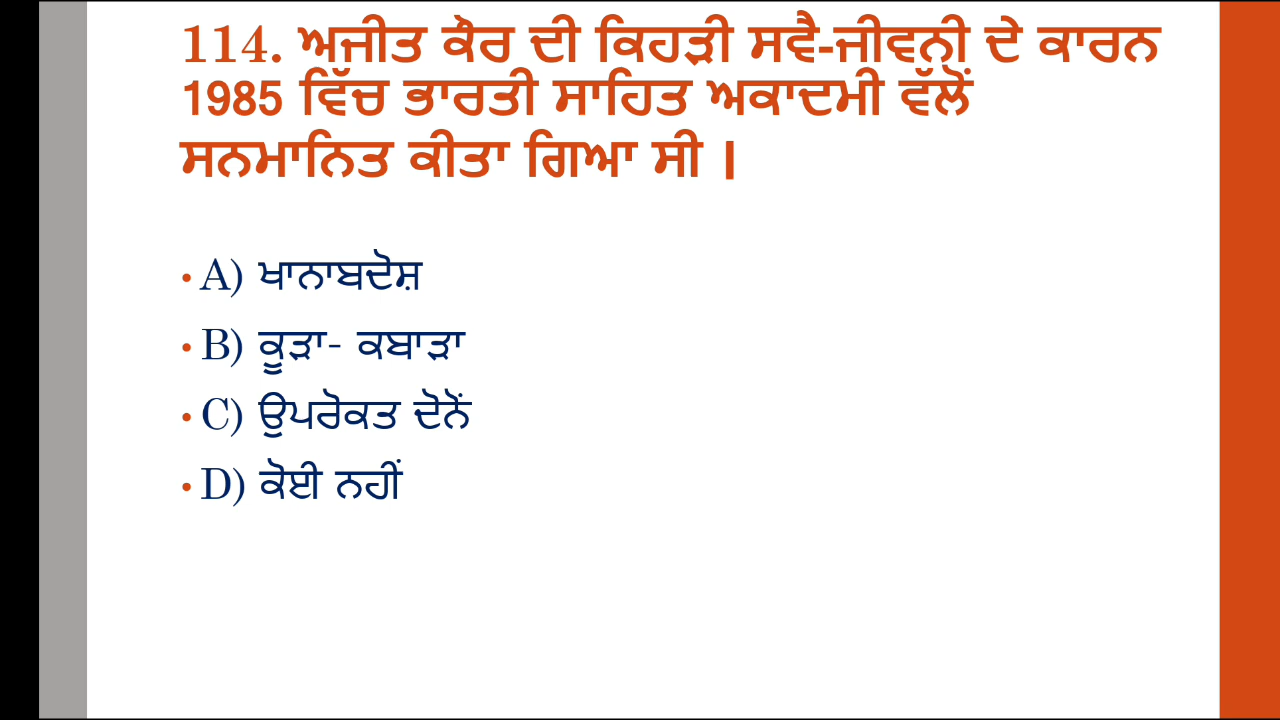 114. ਅਜੀਤ ਕੌਰ ਦੀ ਕਿਹੜੀ ਸਵੈ-ਜੀਵਨੀ ਦੇ ਕਾਰਨ
1985 ਵਿੱਚ ਭਾਰਤੀ ਸਾਹਿਤ ਅਕਾਦਮੀ ਵੱਲੋਂ
ਸਨਮਾਨਿਤ ਕੀਤਾ ਗਿਆ ਸੀ ।
• A) ਖਾਨਾਬਦੋਸ਼
• B) ਕੂੜਾ- ਕਬਾੜਾ
• C) ਉਪਰੋਕਤ ਦੋਨੋਂ
• D) ਕੋਈ ਨਹੀਂ